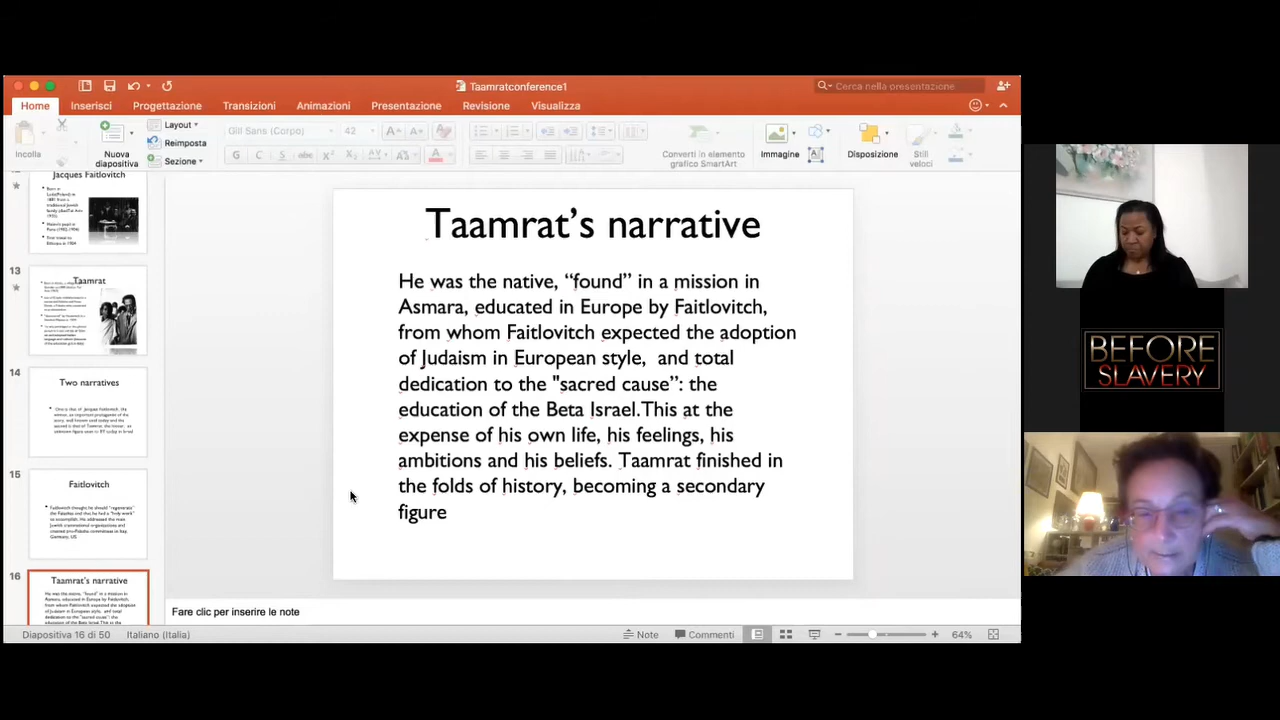 Taamratconference1
Cerca nella presentazione
Home Inserisci Progettazione Transizioni Animazioni Presentazione Revisione Visualizza
Incolla
Nuova
diapositiva
Layout
Reimposta
Sezione
Gill Sans (Corpo) 42
Converti in elemento
grafico SmartArt
Immagine
Disposizione
Stili
veloci
Jacques Faitlovitch
13
Taamrat
14
Two narratives
15
Faitlovitch
16
Taamrat's narrative
Taamrat’s narrative
He was the native, “found” in a mission in
Asmara, educated in Europe by Faitlovitch,
from whom Faitlovitch expected the adoption
of Judaism in European style, and total
dedication to the "sacred cause”: the
education of the Beta Israel.This at the
expense of his own life, his feelings, his
ambitions and his beliefs. Taamrat finished in
the folds of history, becoming a secondary
figure
Fare clic per inserire le note
Diapositiva 16 di 50 Italiano (Italia) Note Commenti 64%
BEFORE
SLAVERY